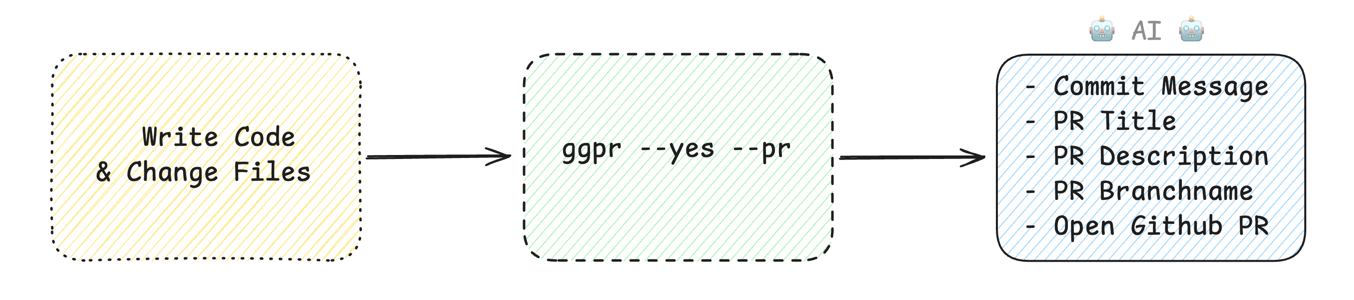 Write Code
& Change Files
ggpr --yes --pr
AI
- Commit Message
- PR Title
- PR Description
- PR Branchname
- Open Github PR